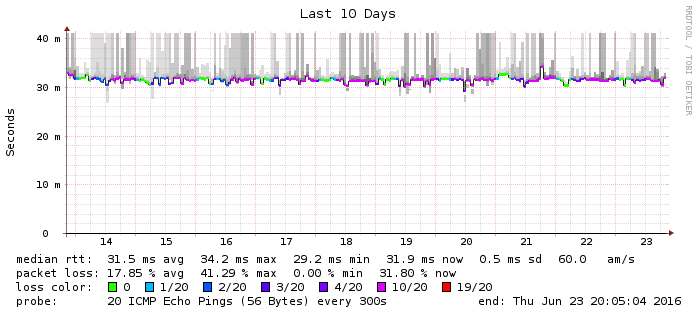 Last 10 Days
RRDTOOL / TOBI OETIKER
Seconds
40 m
30 m
20 m
10 m
0
14 15 16 17 18 19 20 21 22 23
median rtt: 31.5 ms avg 34.2 ms max 29.2 ms min 31.9 ms now 0.5 ms sd 60.0 am/s
packet loss: 17.85 % avg 41.29 % max 0.00 % min 31.80 % now
loss color: 0 1/20 2/20 3/20 4/20 10/20 19/20
probe: 20 ICMP Echo Pings (56 Bytes) every 300s end: Thu Jun 23 20:05:04 2016